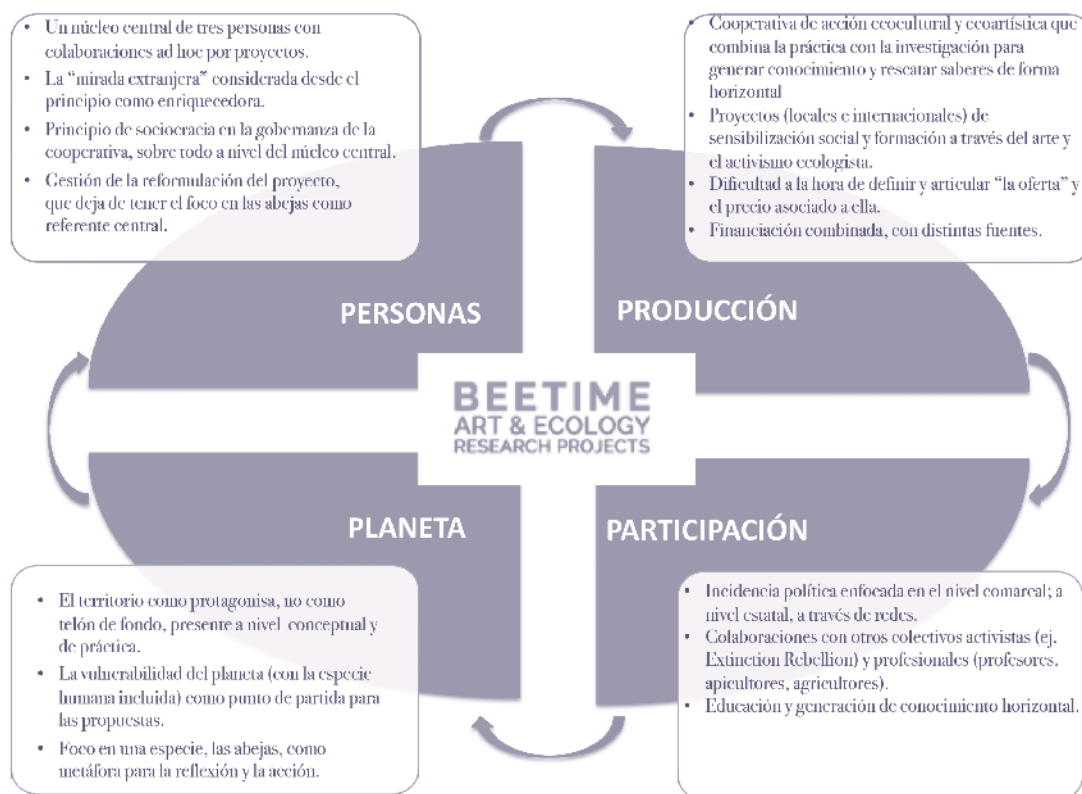 • Un núcleo central de tres personas con
colaboraciones ad hoc por proyectos.
• La “mirada extranjera” considerada desde el
principio como enriquecedora.
• Principio de sociocracia en la gobernanza de la
cooperativa, sobre todo a nivel del núcleo central.
• Gestión de la reformulación del proyecto,
que deja de tener el foco en las abejas como
referente central.
• Cooperativa de acción ecocultural y ecoartística que
combina la práctica con la investigación para
generar conocimiento y rescatar saberes de forma
horizontal
• Proyectos (locales e internacionales) de
sensibilización social y formación a través del arte y
el activismo ecologista.
• Dificultad a la hora de definir y articular “la oferta” y
el precio asociado a ella.
• Financiación combinada, con distintas fuentes.
PERSONAS
PRODUCCIÓN
BEETIME
ART & ECOLOGY
RESEARCH PROJECTS
PLANETA
PARTICIPACIÓN
• El territorio como protagonisa, no como
telón de fondo, presente a nivel conceptual y
de práctica.
• La vulnerabilidad del planeta (con la especie
humana incluida) como punto de partida para
las propuestas.
• Foco en una especie, las abejas, como
metáfora para la reflexión y la acción.
• Incidencia política enfocada en el nivel comarcal; a
nivel estatal, a través de redes.
• Colaboraciones con otros colectivos activistas (ej.
Extinction Rebellion) y profesionales (profesores,
apicultores, agricultores).
• Educación y generación de conocimiento horizontal.